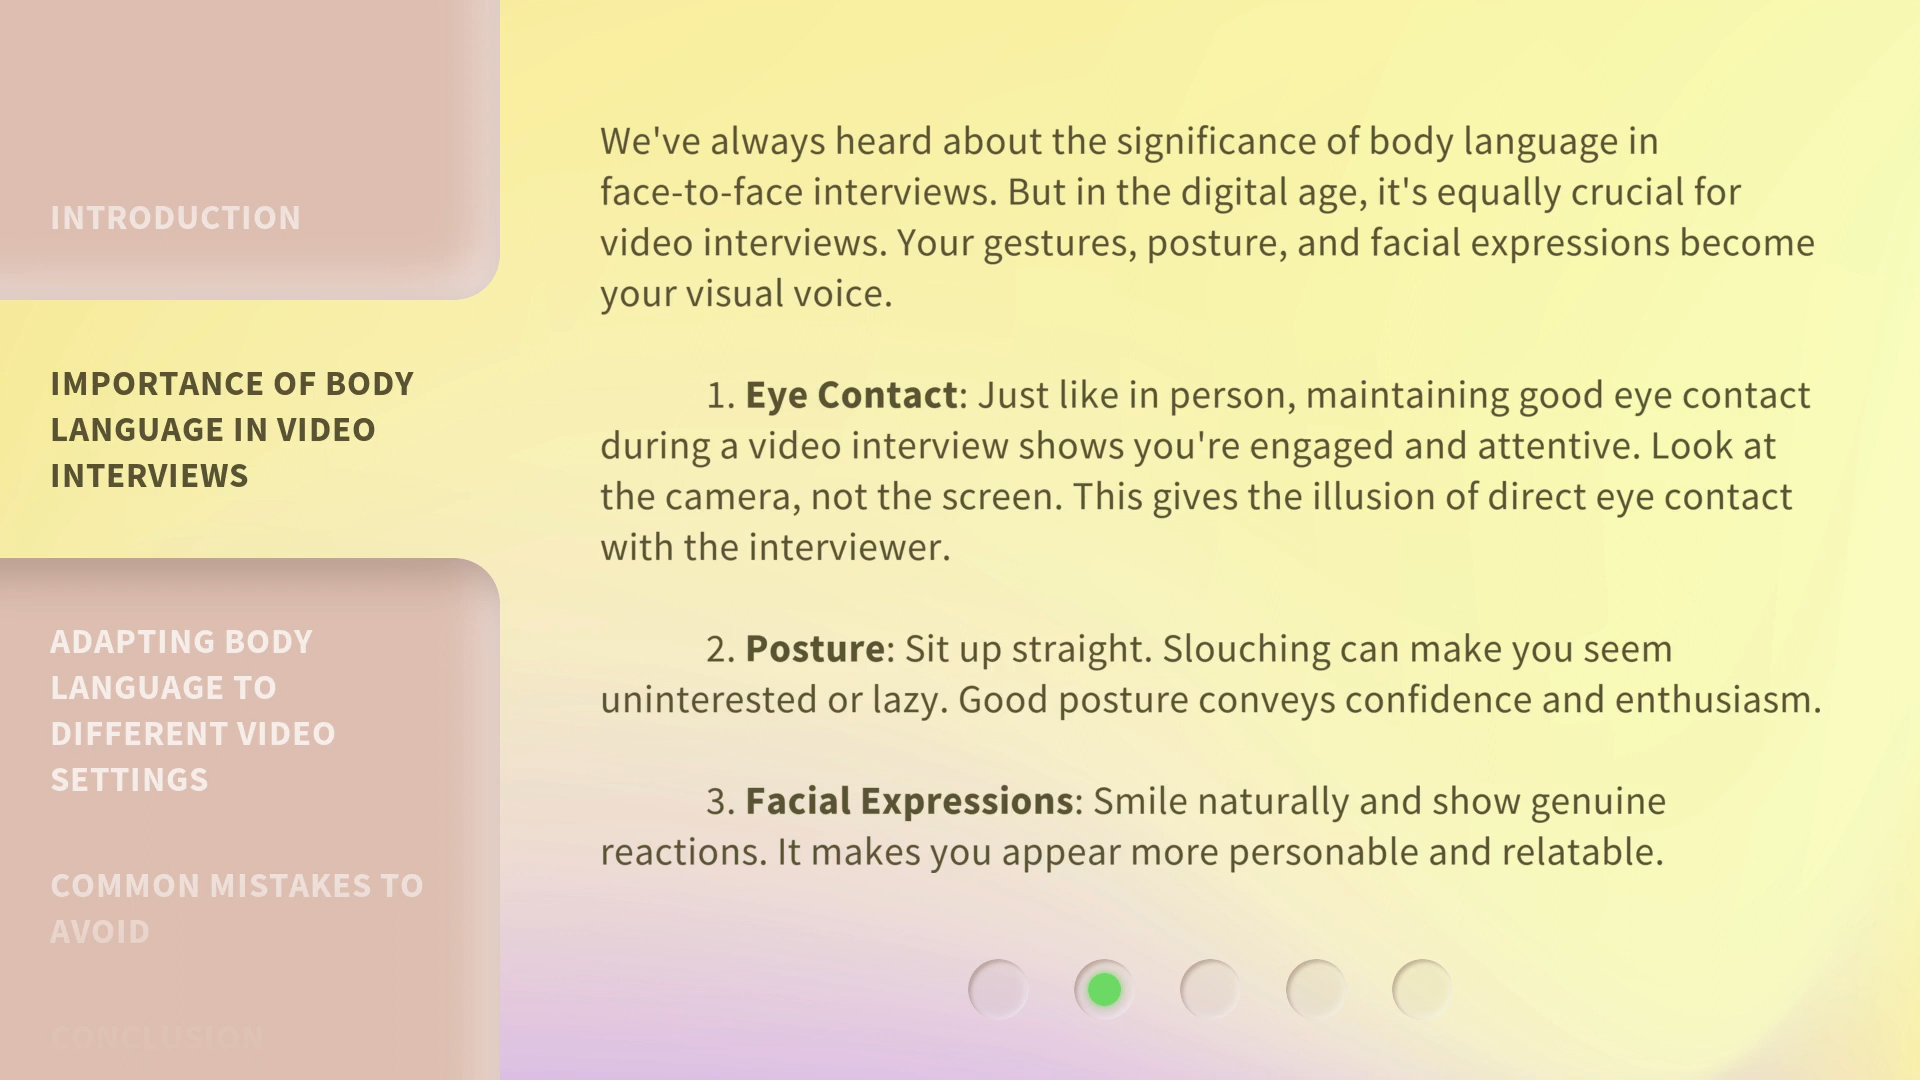 INTRODUCTION
IMPORTANCE OF BODY
LANGUAGE IN VIDEO
INTERVIEWS
ADAPTING BODY
LANGUAGE TO
DIFFERENT VIDEO
SETTINGS
COMMON MISTAKES TO
AVOID
CONCLUSION
We've always heard about the significance of body language in
face-to-face interviews. But in the digital age, it's equally crucial for
video interviews. Your gestures, posture, and facial expressions become
your visual voice.
1. Eye Contact: Just like in person, maintaining good eye contact
during a video interview shows you're engaged and attentive. Look at
the camera, not the screen. This gives the illusion of direct eye contact
with the interviewer.
2. Posture: Sit up straight. Slouching can make you seem
uninterested or lazy. Good posture conveys confidence and enthusiasm.
3. Facial Expressions: Smile naturally and show genuine
reactions. It makes you appear more personable and relatable.